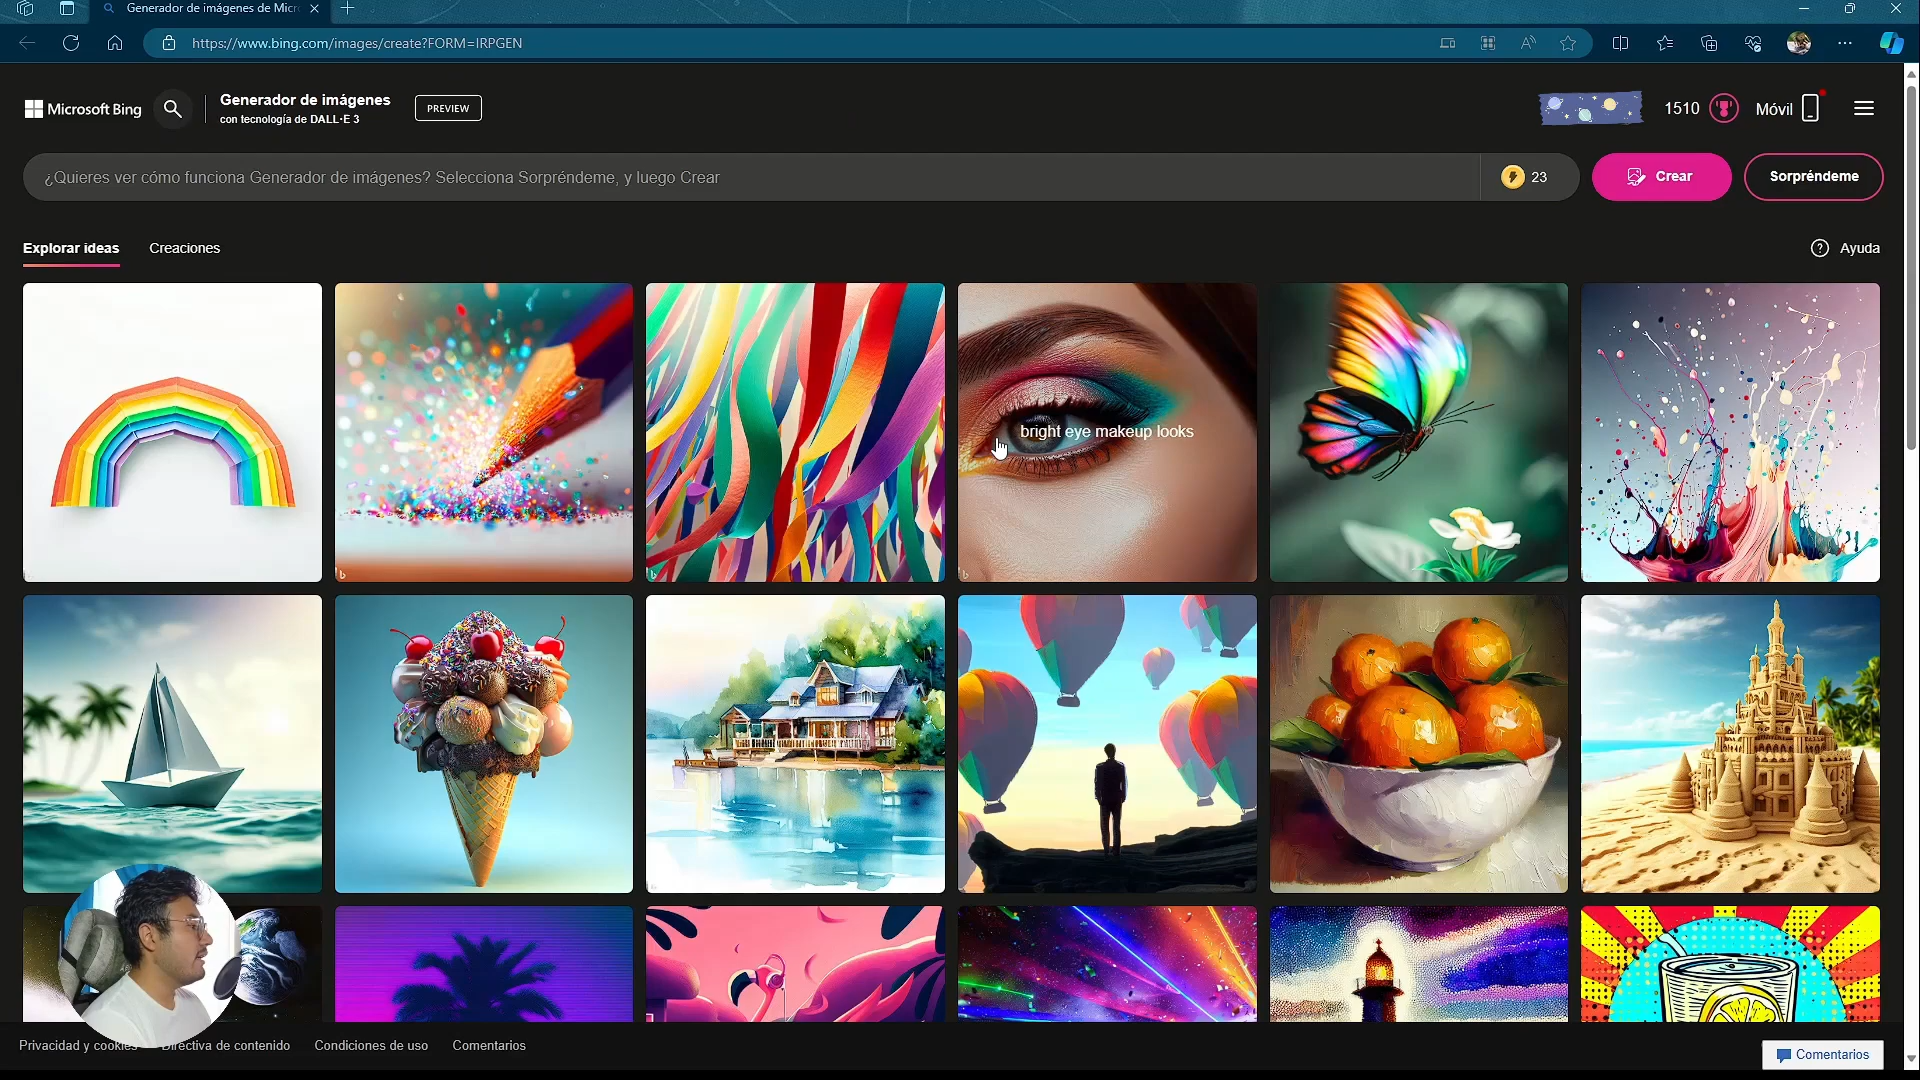 Generador de imágenes de Micr
https://www.bing.com/images/create?FORM=IRPGEN
Microsoft Bing
Generador de imágenes
con tecnología de DALL·E 3
PREVIEW
1510
Móvil
¿Quieres ver cómo funciona Generador de imágenes? Selecciona Sorpréndeme, y luego Crear
23
Crear
Sorpréndeme
Explorar ideas
Creaciones
Ayuda
bright eye makeup looks
Privacidad y cookies
Directiva de contenido
Condiciones de uso
Comentarios
Comentarios